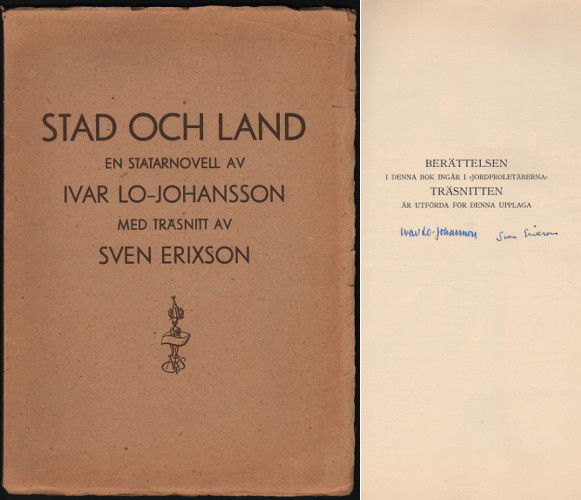 STAD OCH LAND
EN STATARNOVELL AV
IVAR LO-JOHANSSON
MED TRÄSNITT AV
SVEN ERIXSON
BERÄTTELSEN
I DENNA BOK INGÅR I ›JORDPROLETÄRERNA›
TRÄSNITTEN
ÄR UTFÖRDA FÖR DENNA UPPLAGA
Ivar Lo-Johansson Sven Erixson